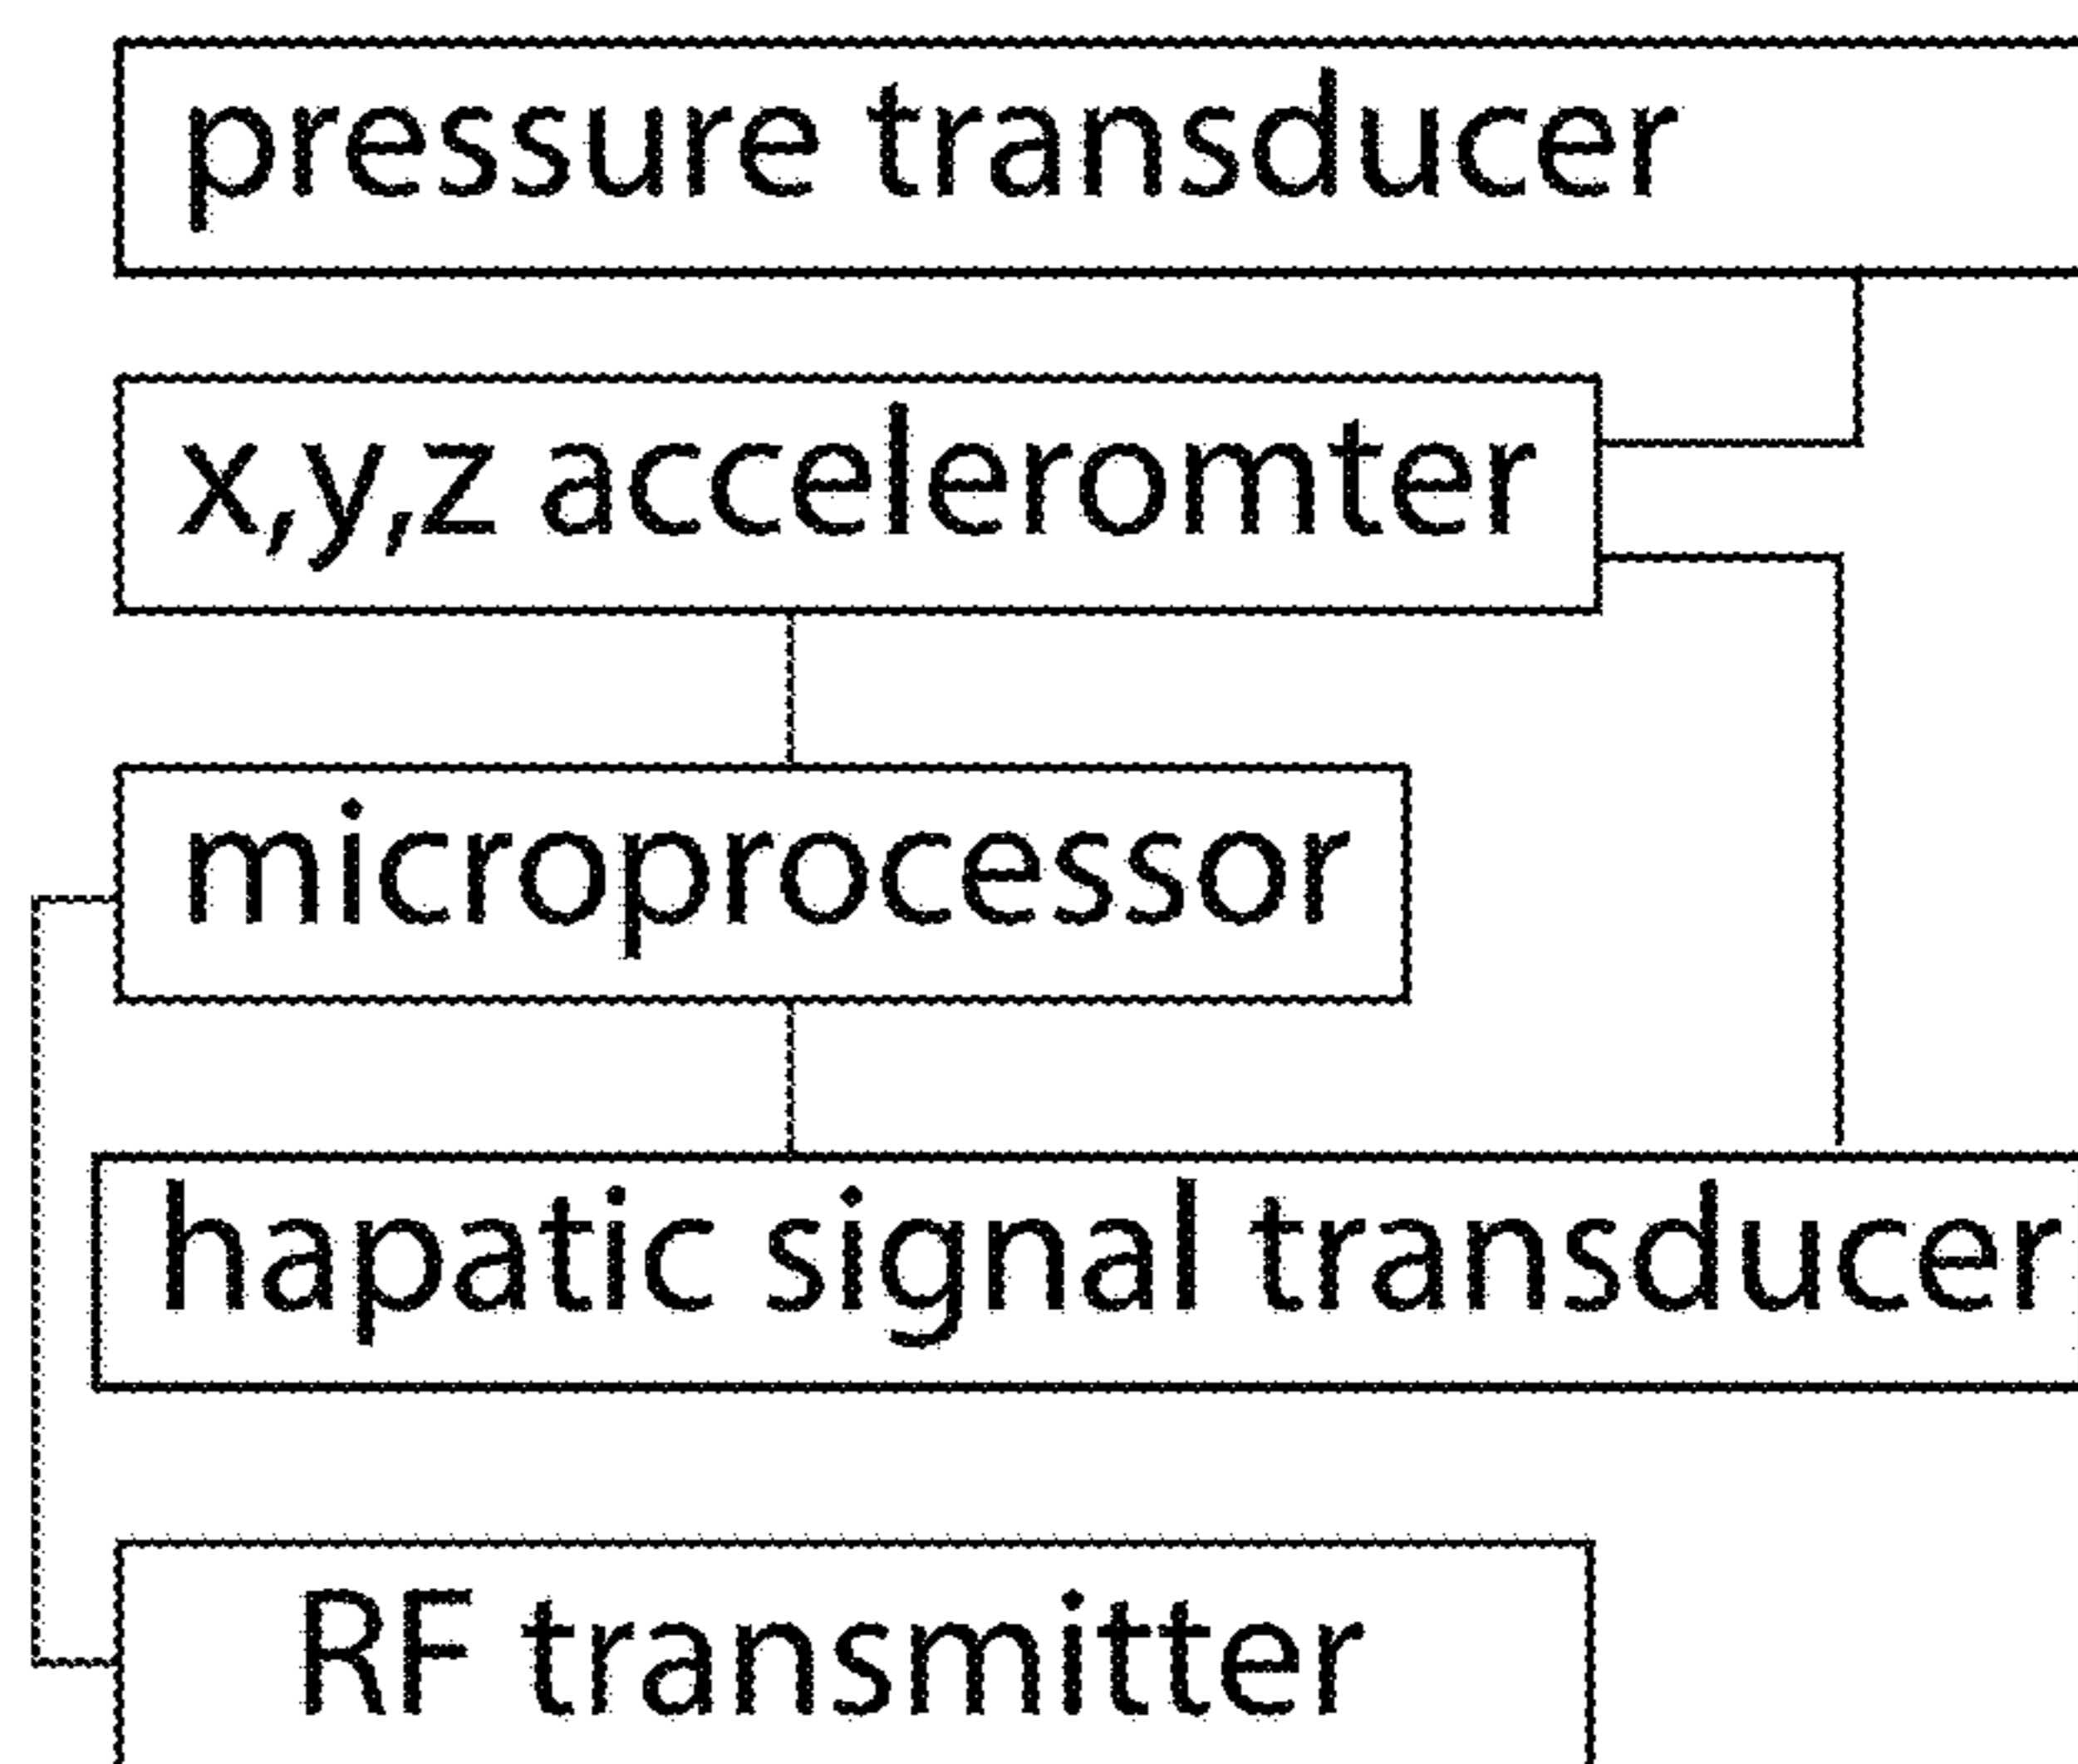 pressure transducer
x,y,z acceleromter
microprocessor
hapatic signal transducer
RF transmitter